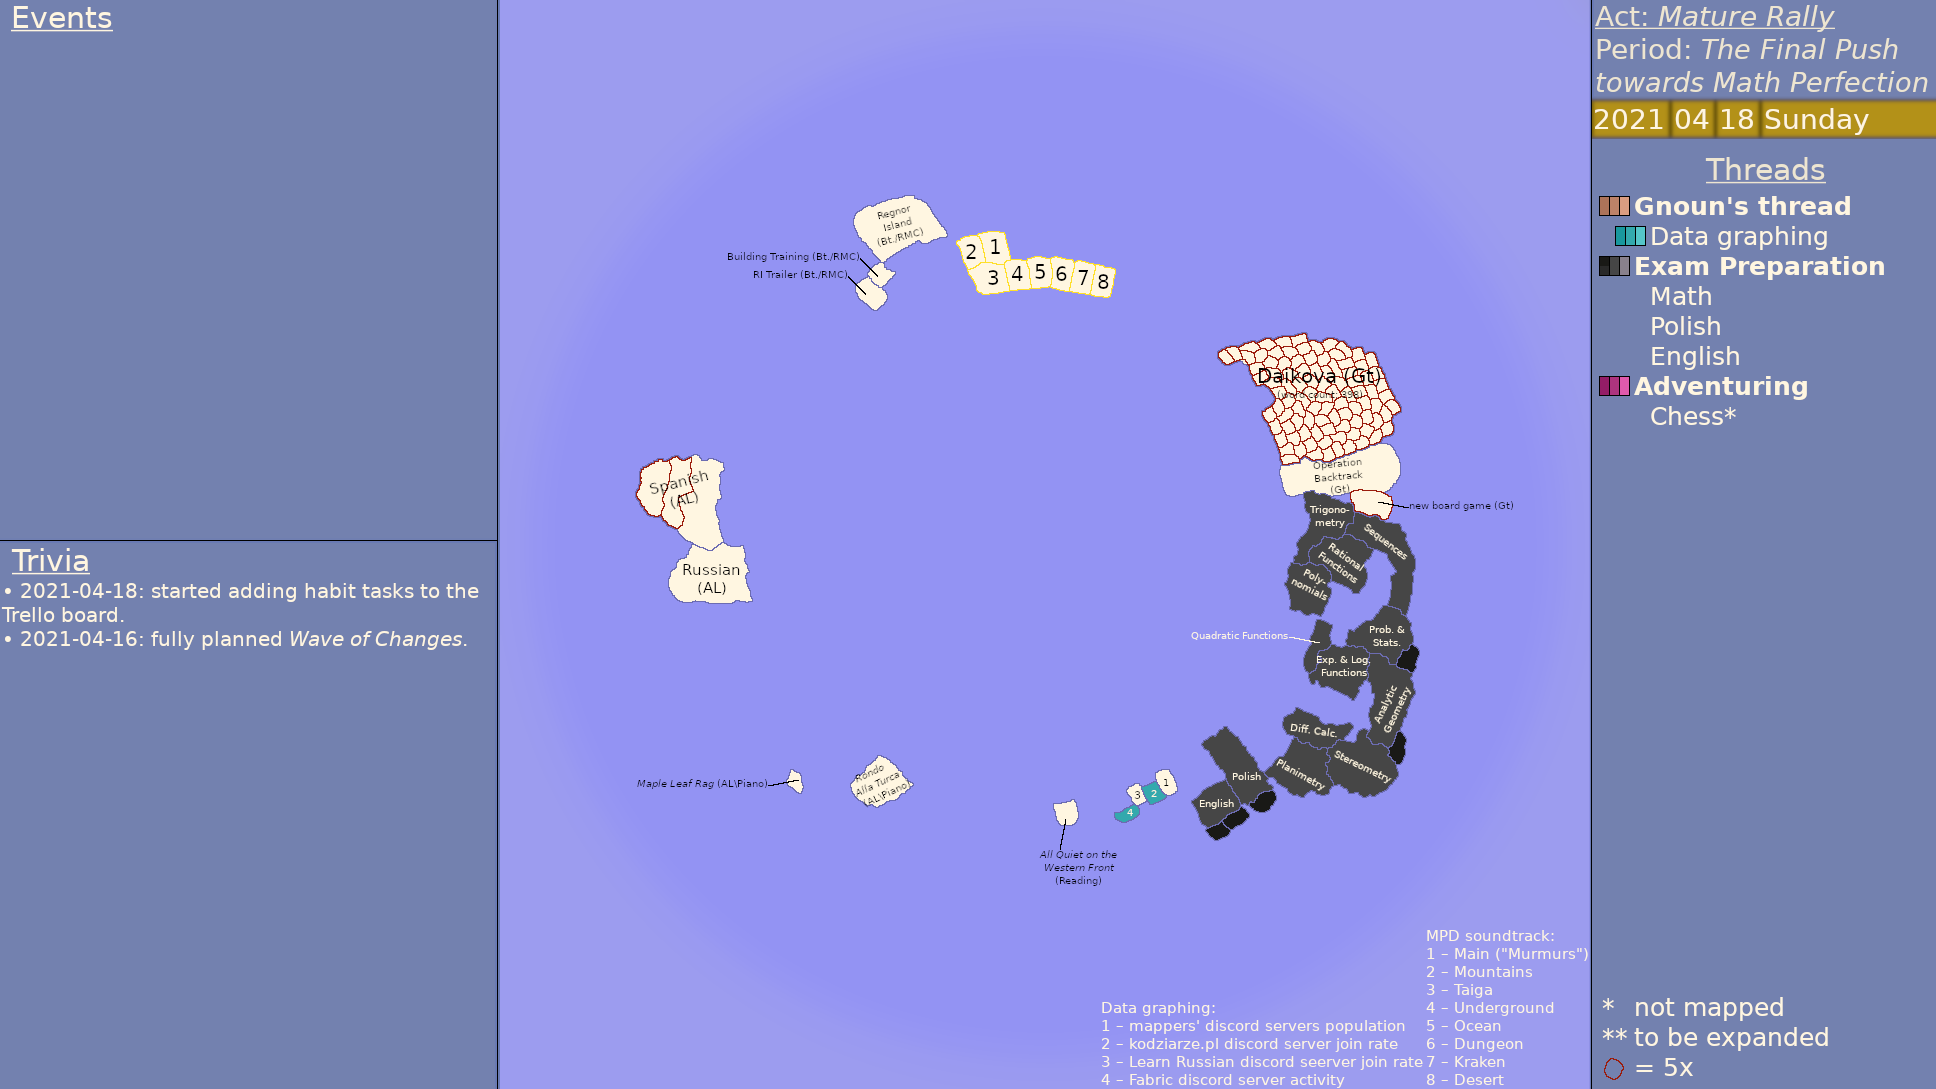 Events
Trivia
• 2021-04-18: started adding habit tasks to the
Trello board.
• 2021-04-16: fully planned Wave of Changes.
Regnor
Island
(Bt./RMC)
Building Training (Bt./RMC)
RI Trailer (Bt./RMC)
2 1
3 4 5 6 7 8
Daikova (Gt)
(word count: 398)
Operation
Backtrack
(Gt)
new board game (Gt)
Trigono-
metry
Sequences
Rational
Functions
Poly-
nomials
Spanish
(AL)
Russian
(AL)
Quadratic Functions
Prob. &
Stats.
Exp. & Log.
Functions
Analytic
Geometry
Diff. Calc.
Stereometry
Planimetry
Polish
English
1
2
3
4
Maple Leaf Rag (AL\Piano)
Rondo
Alla Turca
(AL\Piano)
All Quiet on the
Western Front
(Reading)
Data graphing:
1 – mappers' discord servers population
2 – kodziarze.pl discord server join rate
3 – Learn Russian discord seerver join rate
4 – Fabric discord server activity
MPD soundtrack:
1 – Main ("Murmurs")
2 – Mountains
3 – Taiga
4 – Underground
5 – Ocean
6 – Dungeon
7 – Kraken
8 – Desert
Act: Mature Rally
Period: The Final Push
towards Math Perfection
2021 04 18 Sunday
Threads
Gnoun's thread
Data graphing
Exam Preparation
Math
Polish
English
Adventuring
Chess*
* not mapped
** to be expanded
= 5x